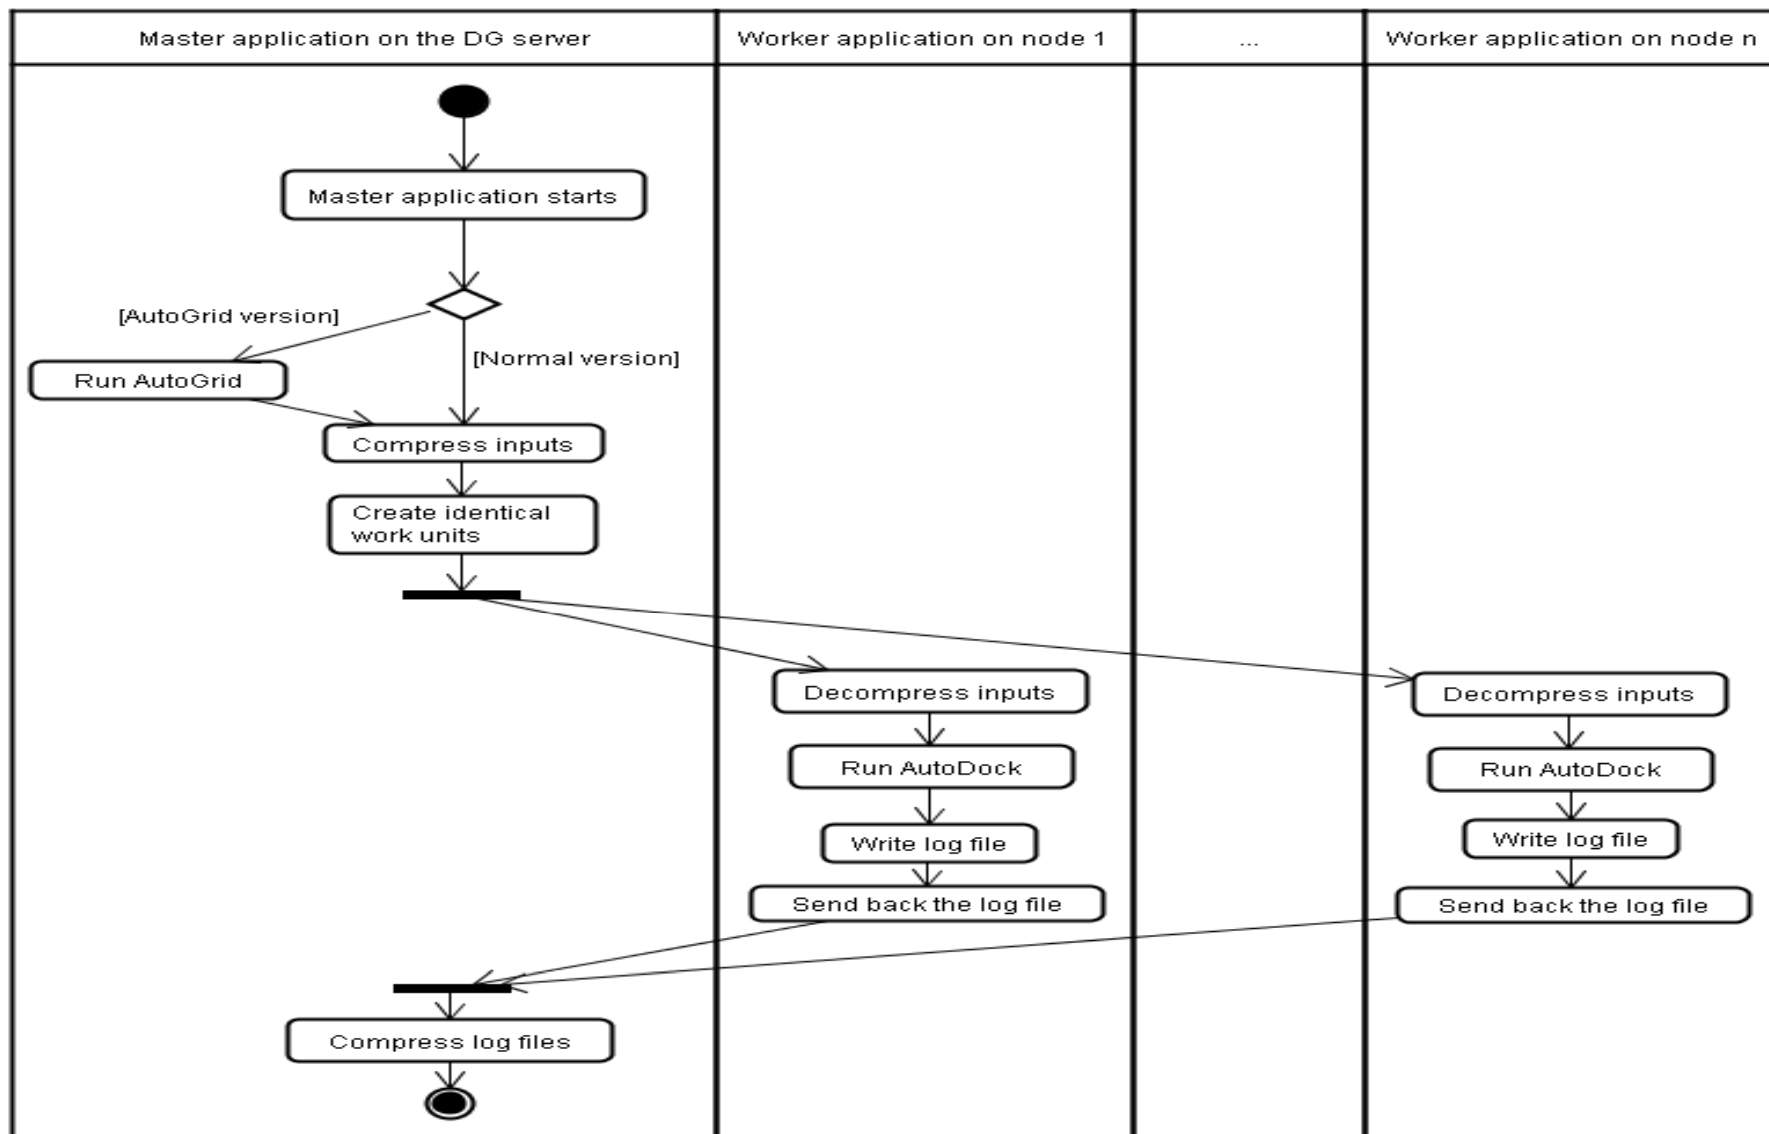 Master application on the DG server
Worker application on node 1
...
Worker application on node n
Master application starts
[AutoGrid version]
[Normal version]
Run AutoGrid
Compress inputs
Create identical
work units
Decompress inputs
Decompress inputs
Run AutoDock
Run AutoDock
Write log file
Write log file
Send back the log file
Send back the log file
Compress log files